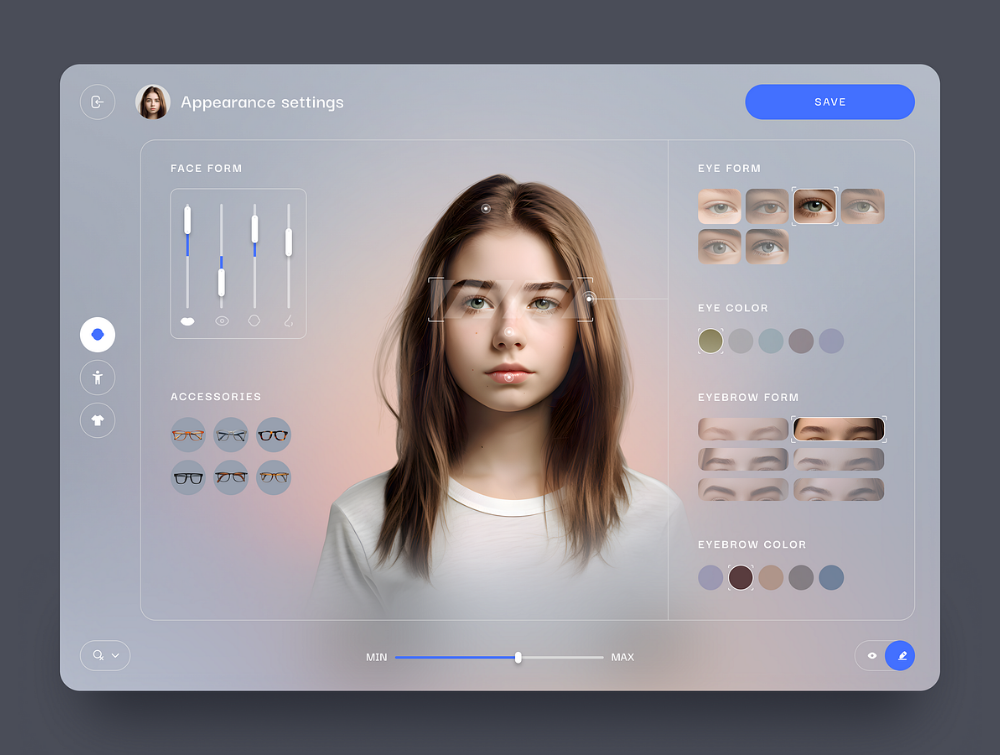 Appearance settings
SAVE
FACE FORM
ACCESSORIES
EYE FORM
EYE COLOR
EYEBROW FORM
EYEBROW COLOR
MIN
MAX